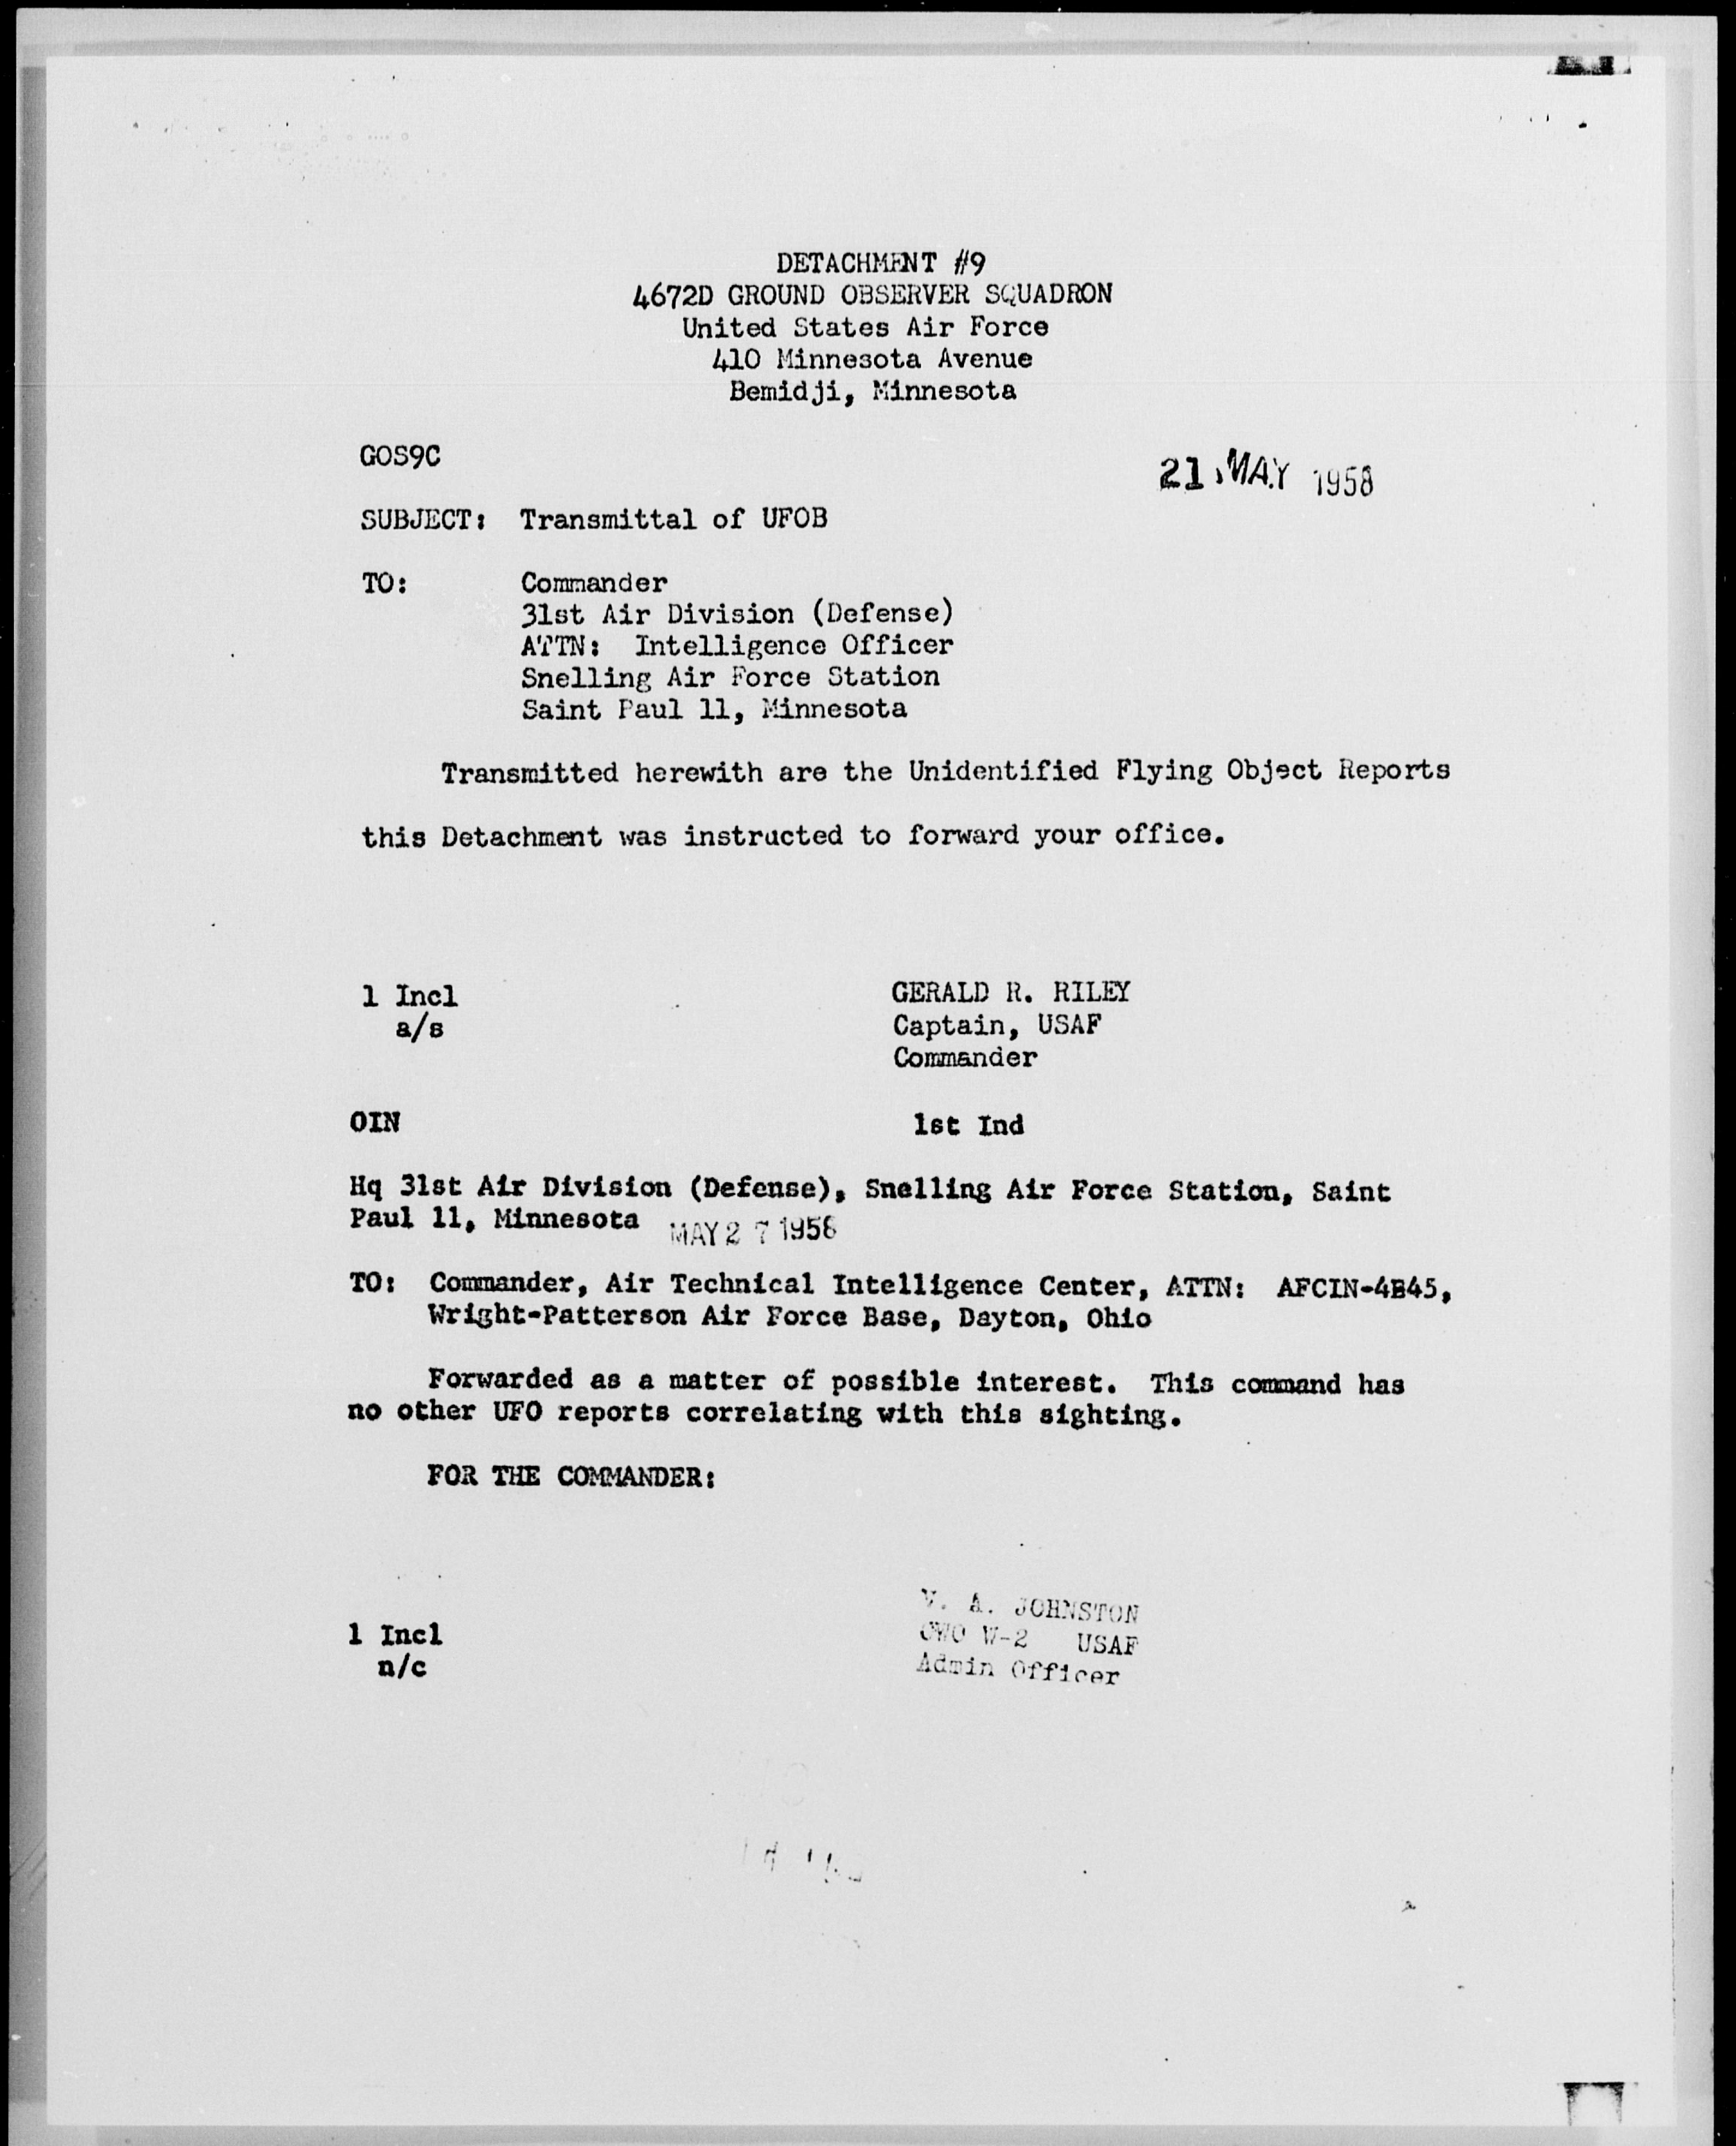 DETACHMENT #9
4672D GROUND OBSERVER SQUADRON
United States Air Force
410 Minnesota Avenue
Bemidji, Minnesota
GOS9C
21 MAY 1958
SUBJECT: Transmittal of UFOB
TO: Commander
31st Air Division (Defense)
ATTN: Intelligence Officer
Snelling Air Force Station
Saint Paul 11, Minnesota
Transmitted herewith are the Unidentified Flying Object Reports
this Detachment was instructed to forward your office.
1 Incl
a/s
GERALD R. RILEY
Captain, USAF
Commander
OIN 1st Ind
Hq 31st Air Division (Defense), Snelling Air Force Station, Saint
Paul 11, Minnesota MAY 27 1958
TO: Commander, Air Technical Intelligence Center, ATTN: AFCIN-4B45,
Wright-Patterson Air Force Base, Dayton, Ohio
Forwarded as a matter of possible interest. This command has
no other UFO reports correlating with this sighting.
FOR THE COMMANDER:
1 Incl
n/c
V. A. JOHNSTON
CWO W-2 USAF
Admin Officer